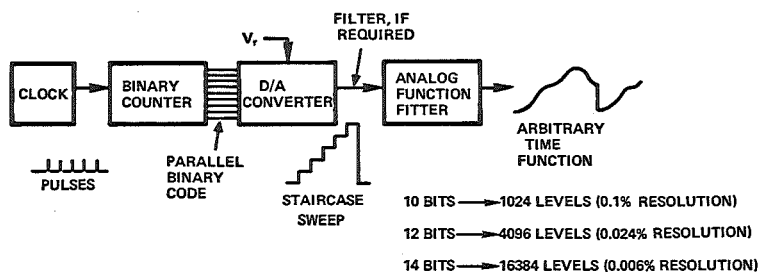 FILTER, IF
REQUIRED
Vr
CLOCK
BINARY
COUNTER
D/A
CONVERTER
ANALOG
FUNCTION
FITTER
PULSES
PARALLEL
BINARY
CODE
STAIRCASE
SWEEP
ARBITRARY
TIME
FUNCTION
10 BITS → 1024 LEVELS (0.1% RESOLUTION)
12 BITS → 4096 LEVELS (0.024% RESOLUTION)
14 BITS → 16384 LEVELS (0.006% RESOLUTION)